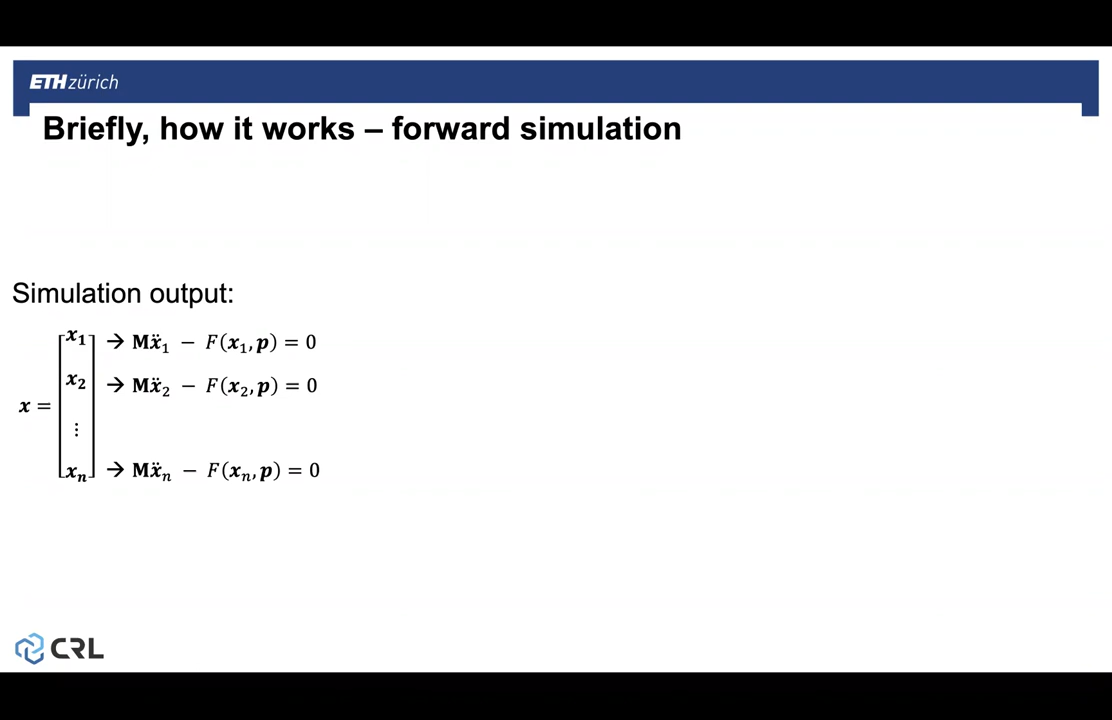 ETH zürich
Briefly, how it works – forward simulation
Simulation output:
x₁ → Mẍ₁ − F(x₁, p) = 0
x₂ → Mẍ₂ − F(x₂, p) = 0
x =
⋮
xₙ → Mẍₙ − F(xₙ, p) = 0
CRL